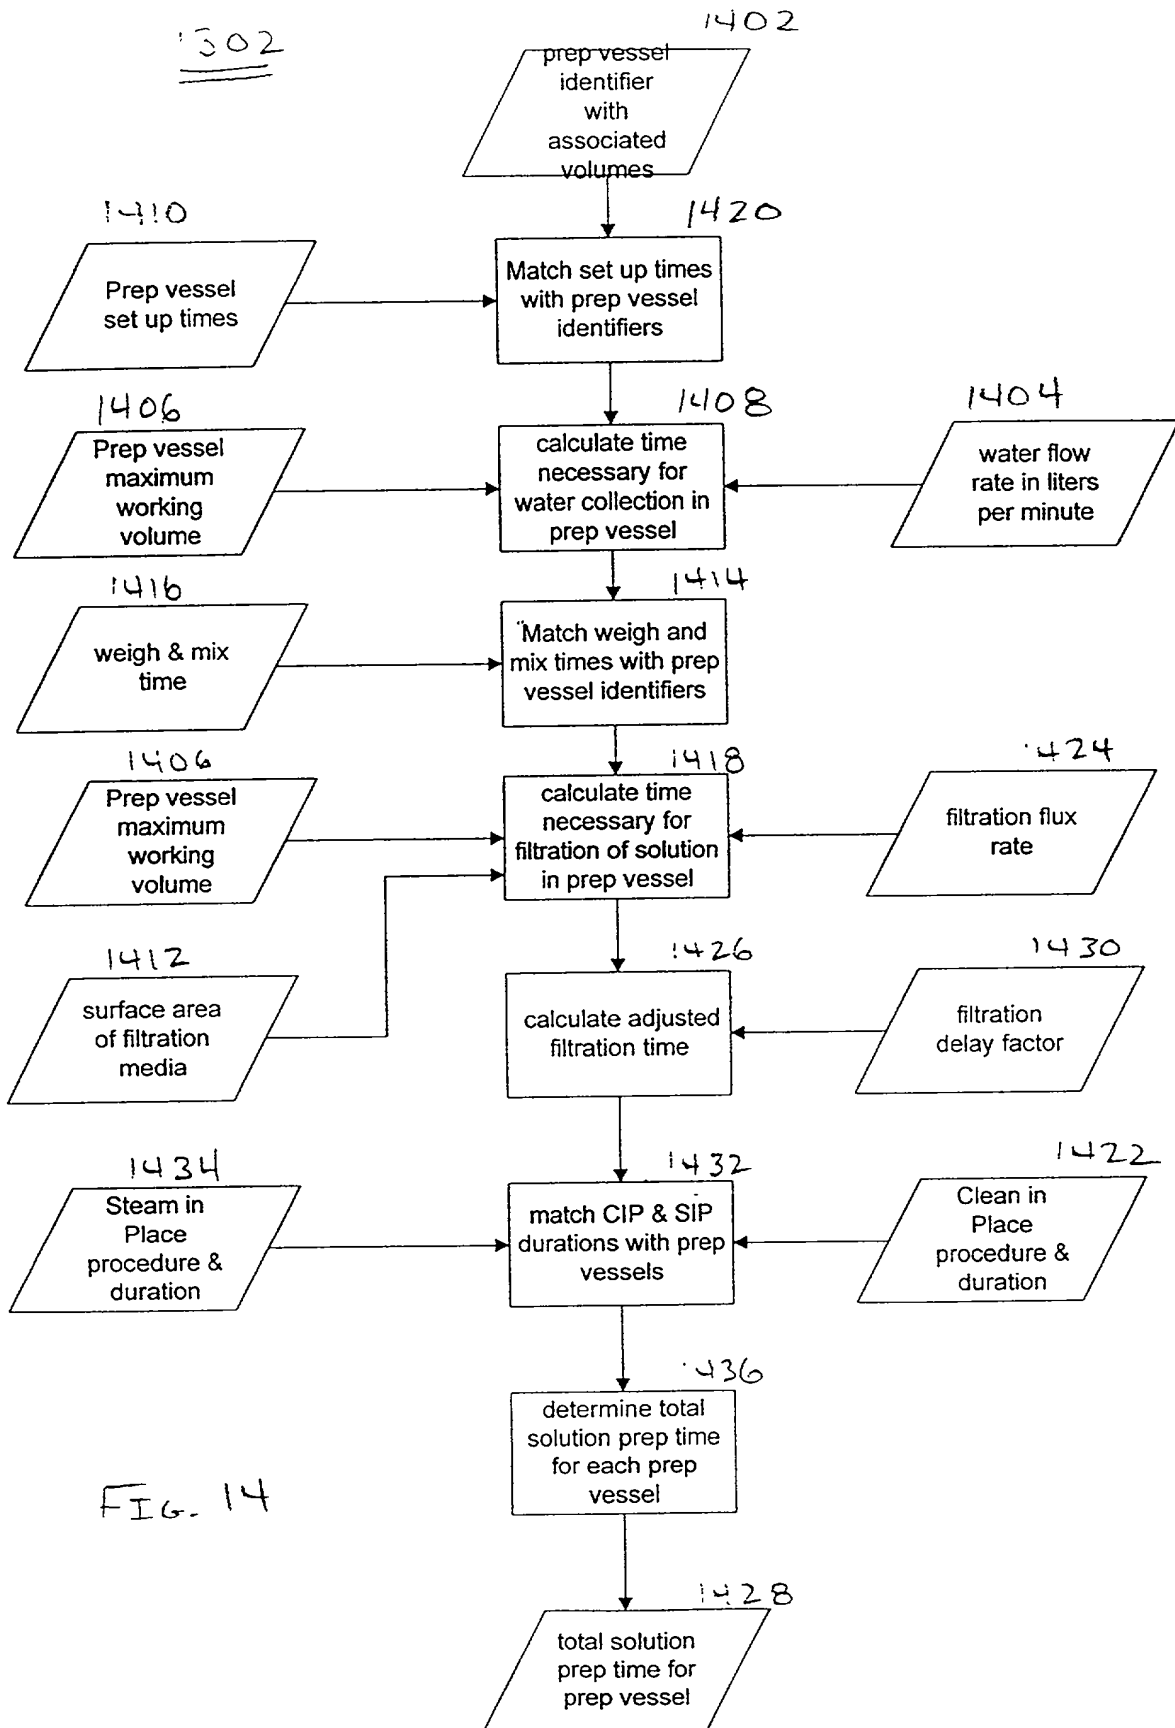 1302
1402
prep vessel
identifier
with
associated
volumes
1410
Prep vessel
set up times
1420
Match set up times
with prep vessel
identifiers
1406
Prep vessel
maximum
working
volume
1408
calculate time
necessary for
water collection in
prep vessel
1404
water flow
rate in liters
per minute
1416
weigh & mix
time
1414
Match weigh and
mix times with prep
vessel identifiers
1406
Prep vessel
maximum
working
volume
1418
calculate time
necessary for
filtration of solution
in prep vessel
1424
filtration flux
rate
1412
surface area
of filtration
media
1426
calculate adjusted
filtration time
1430
filtration
delay factor
1434
Steam in
Place
procedure &
duration
1432
match CIP & SIP
durations with prep
vessels
1422
Clean in
Place
procedure &
duration
1436
determine total
solution prep time
for each prep
vessel
FIG. 14
1428
total solution
prep time for
prep vessel